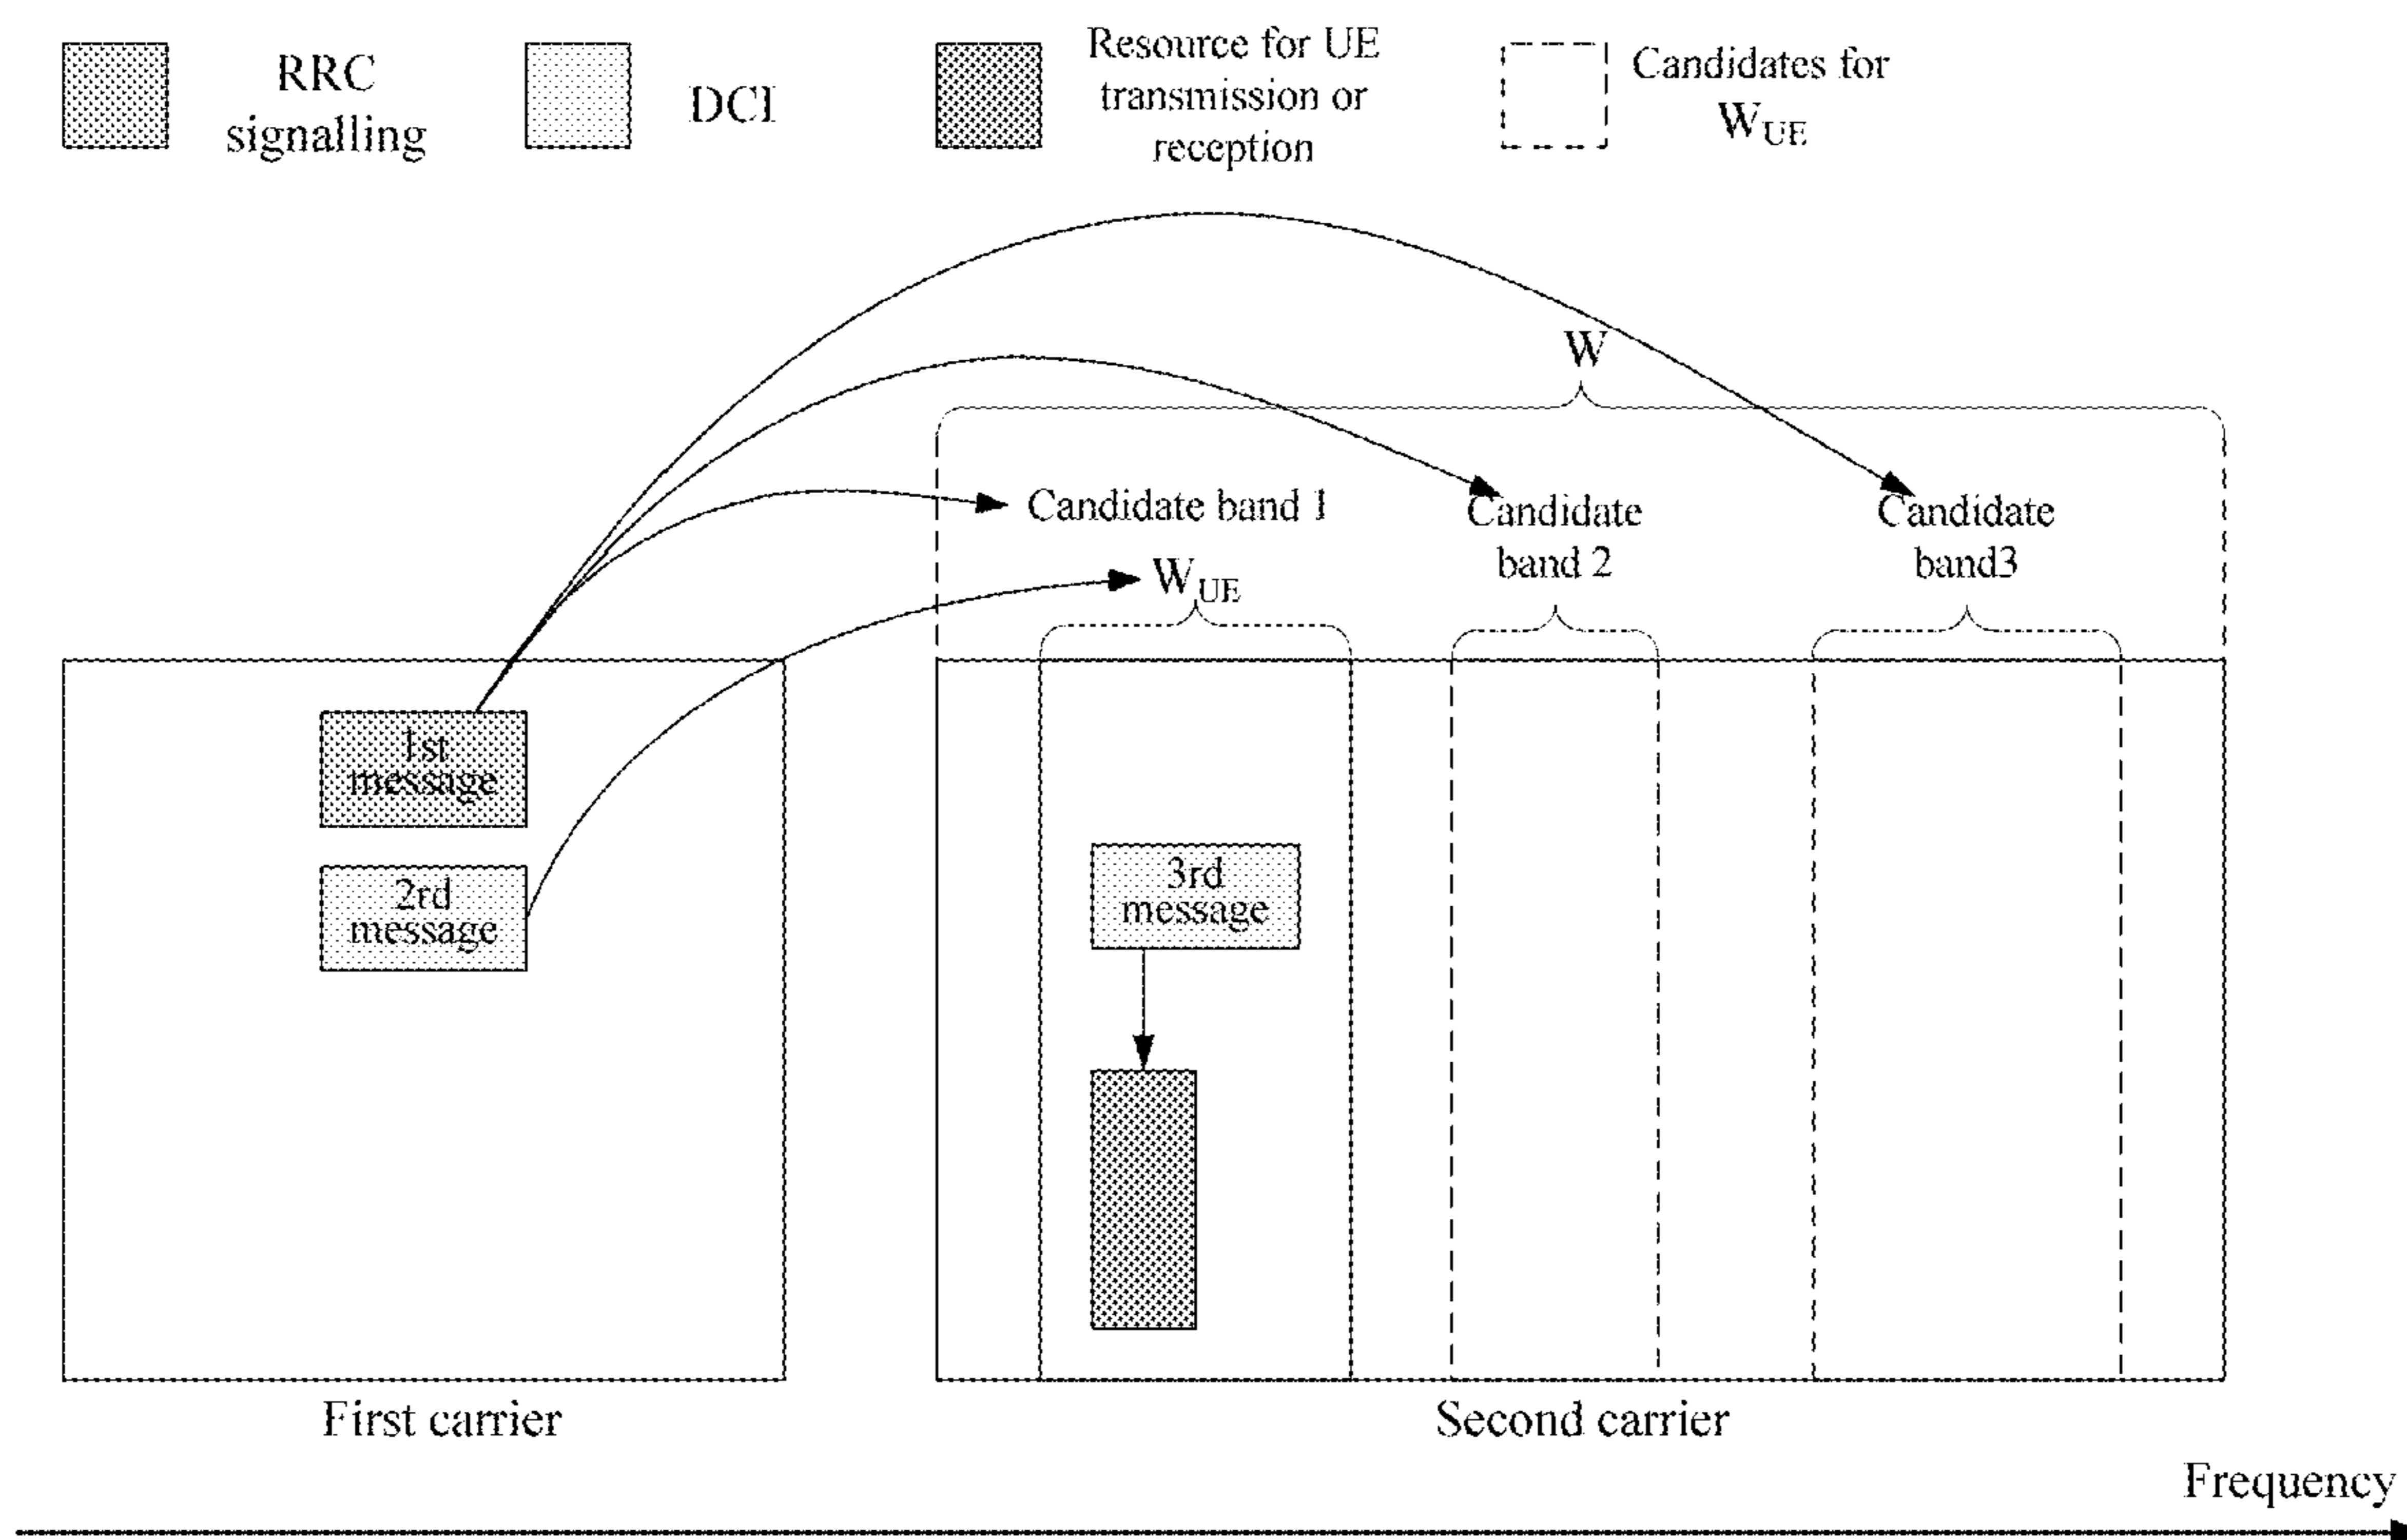 RRC
signalling
DCI
Resource for UE
transmission or
reception
Candidates for
W_UE
W
Candidate band 1
Candidate
band 2
Candidate
band3
W_UE
1st
message
2rd
message
3rd
message
First carrier
Second carrier
Frequency